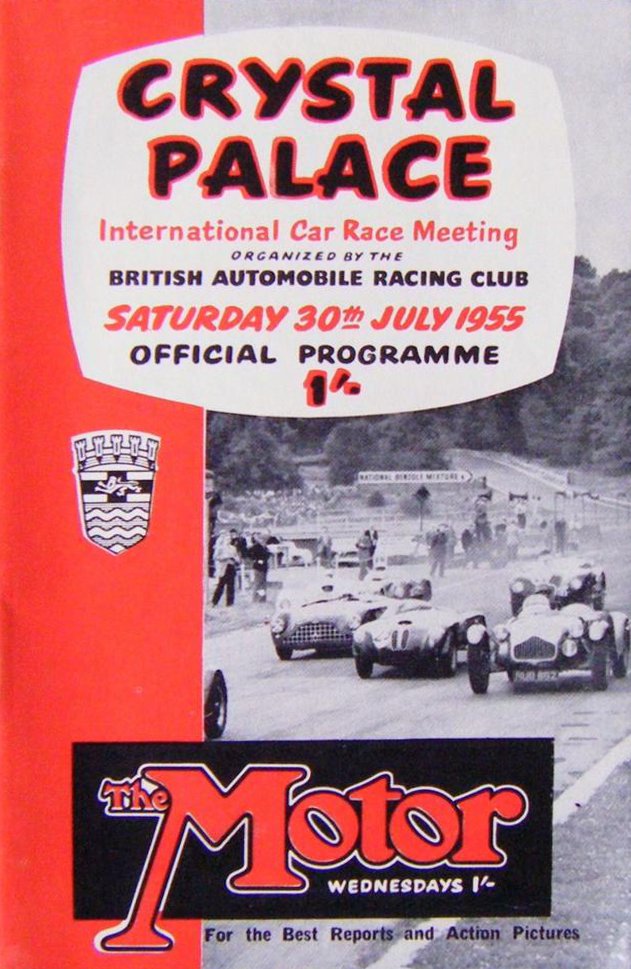 CRYSTAL
PALACE
International Car Race Meeting
ORGANIZED BY THE
BRITISH AUTOMOBILE RACING CLUB
SATURDAY 30th JULY 1955
OFFICIAL PROGRAMME
1/-
NATIONAL BENZOLE MIXTURE
The Motor
WEDNESDAYS 1/-
For the Best Reports and Action Pictures